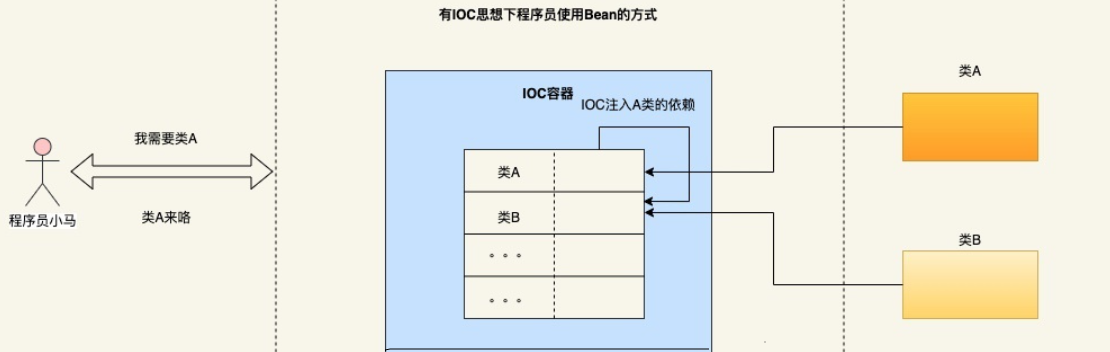 有IOC思想下程序员使用Bean的方式
我需要类A
类A来咯
程序员小马
IOC容器
IOC注入A类的依赖
类A
类B
。。。
。。。
类A
类B